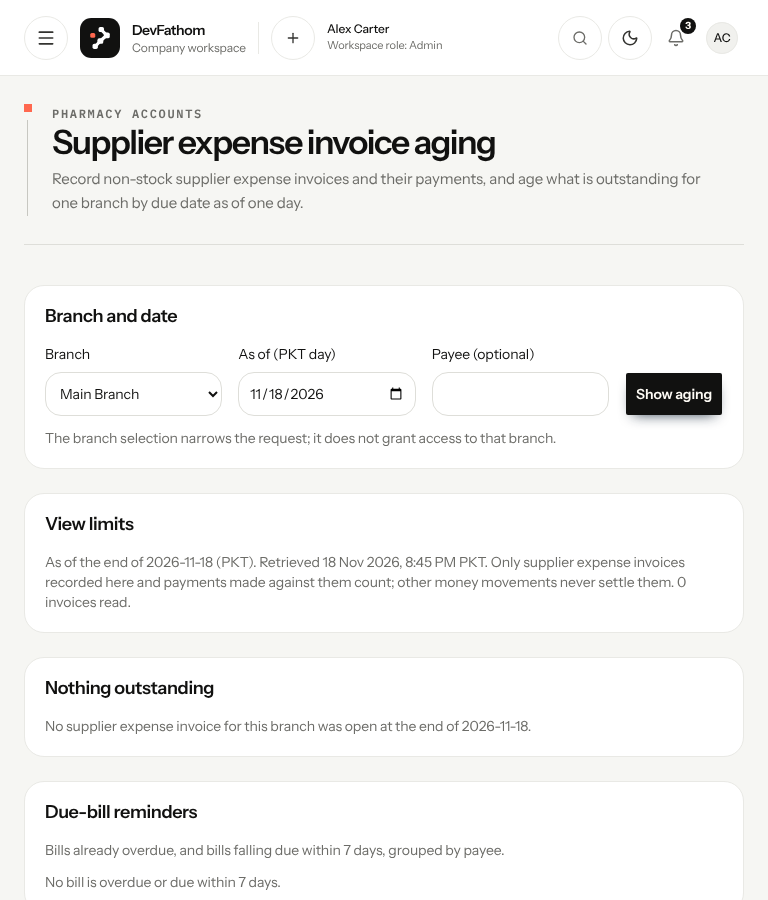 DevFathom
Company workspace
Alex Carter
Workspace role: Admin
3
AC
PHARMACY ACCOUNTS
Supplier expense invoice aging
Record non-stock supplier expense invoices and their payments, and age what is outstanding for
one branch by due date as of one day.
Branch and date
Branch
As of (PKT day)
Payee (optional)
Main Branch
11/18/2026
Show aging
The branch selection narrows the request; it does not grant access to that branch.
View limits
As of the end of 2026-11-18 (PKT). Retrieved 18 Nov 2026, 8:45 PM PKT. Only supplier expense invoices
recorded here and payments made against them count; other money movements never settle them. 0
invoices read.
Nothing outstanding
No supplier expense invoice for this branch was open at the end of 2026-11-18.
Due-bill reminders
Bills already overdue, and bills falling due within 7 days, grouped by payee.
No bill is overdue or due within 7 days.